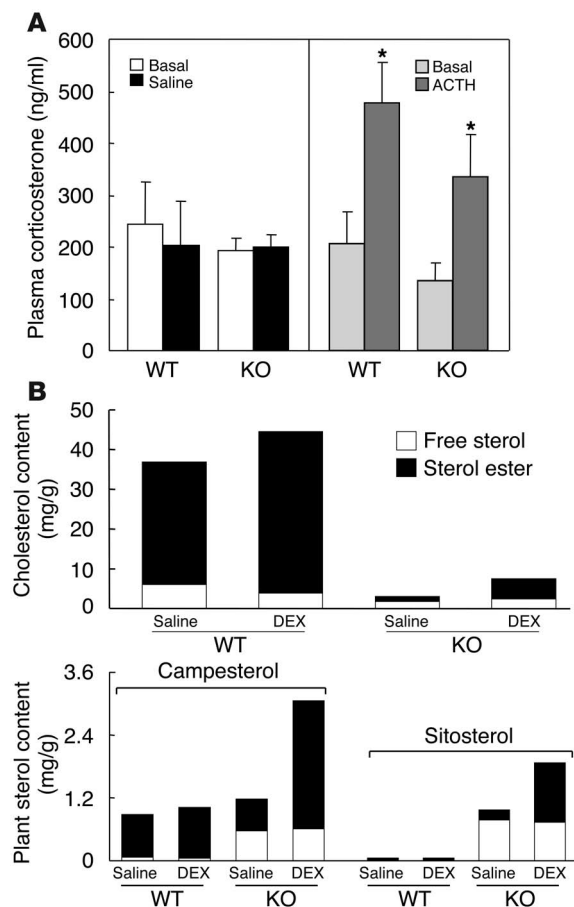 A
600
500
400
300
200
100
0
Plasma corticosterone (ng/ml)
Basal
Saline
Basal
ACTH
*
*
WT KO WT KO
B
50
40
30
20
10
0
Cholesterol content
(mg/g)
Free sterol
Sterol ester
Saline DEX Saline DEX
WT KO
3.6
2.4
1.2
0
Plant sterol content
(mg/g)
Campesterol
Sitosterol
Saline DEX Saline DEX Saline DEX Saline DEX
WT KO WT KO